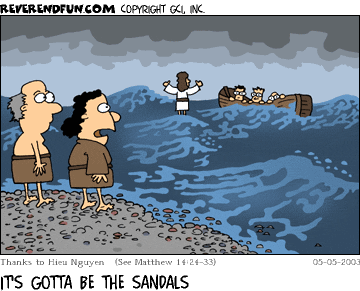 REVERENDFUN.COM COPYRIGHT GCI, INC.
Thanks to Hieu Nguyen (See Matthew 14:24-33) 05-05-2003
IT'S GOTTA BE THE SANDALS